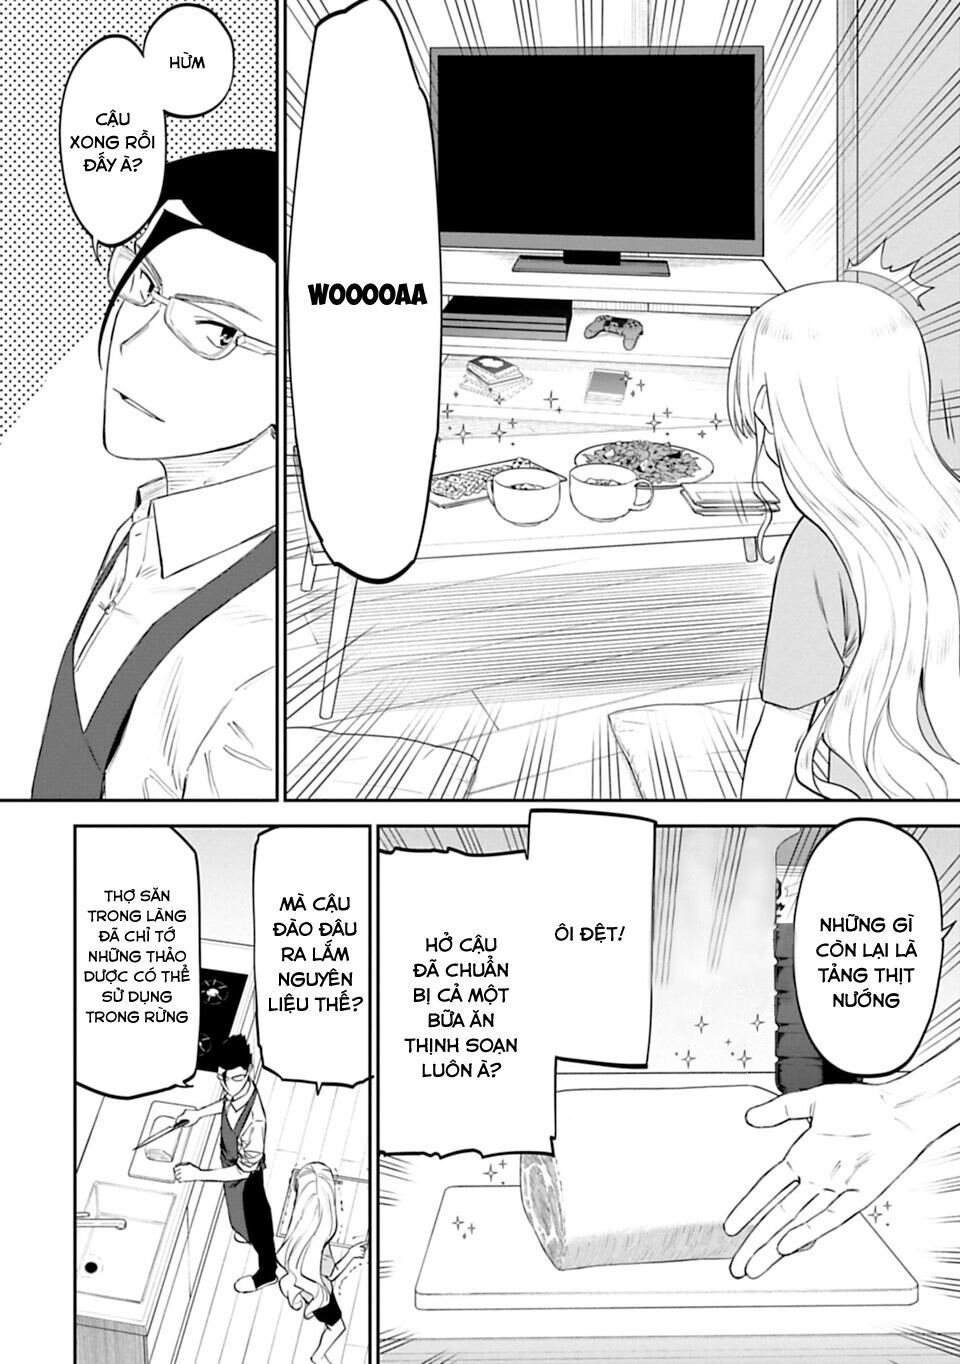 WOOOOAA
HỪM
CẬU
XONG RỒI
ĐẤY À?
NHỮNG GÌ
CÒN LẠI LÀ
TẢNG THỊT
NƯỚNG
ÔI ĐỆT!
HỞ CẬU
ĐÃ CHUẨN
BỊ CẢ MỘT
BỮA ĂN
THỊNH SOẠN
LUÔN À?
MÀ CẬU
ĐÀO ĐÂU
RA LẮM
NGUYÊN
LIỆU THẾ?
THỢ SĂN
TRONG LÀNG
ĐÃ CHỈ TỚ
NHỮNG THẢO
DƯỢC CÓ THỂ
SỬ DỤNG
TRONG RỪNG